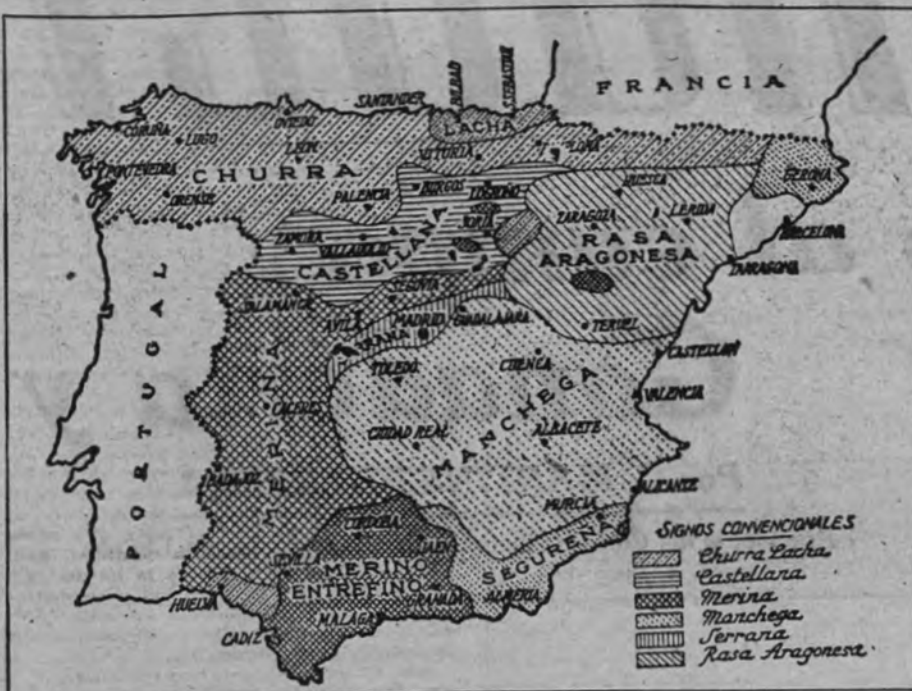 FRANCIA
SANTANDER
BILBAO
S. SEBASTIAN
CORUÑA
LUGO
OVIEDO
LEON
LACHA
VITORIA
PONTEVEDRA
ORENSE
CHURRA
PALENCIA
BURGOS
LOGROÑO
HUESCA
GERONA
ZAMORA
VALLADOLID
SORIA
ZARAGOZA
LERIDA
BARCELONA
CASTELLANA
RASA
ARAGONESA
TARRAGONA
SALAMANCA
SEGOVIA
AVILA
MADRID
GUADALAJARA
TERUEL
PORTUGAL
TOLEDO
CUENCA
CASTELLON
VALENCIA
MERINA
CACERES
MANCHEGA
CIUDAD REAL
ALBACETE
BADAJOZ
ALICANTE
MURCIA
CORDOBA
JAEN
SEGUREÑA
SEVILLA
MERINO
ENTREFINO
GRANADA
ALMERIA
HUELVA
MALAGA
CADIZ
SIGNOS CONVENCIONALES
Churra Lacha
Castellana
Merina
Manchega
Serrana
Rasa Aragonesa